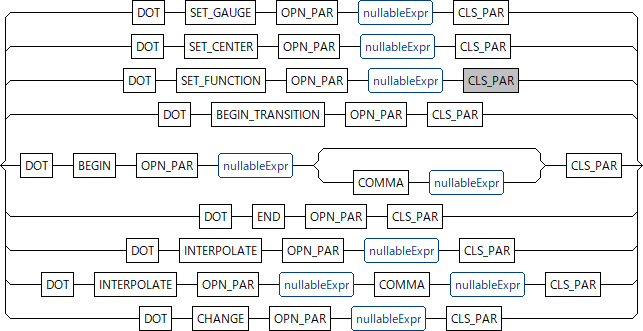 DOT SET_GAUGE OPN_PAR nullableExpr CLS_PAR
DOT SET_CENTER OPN_PAR nullableExpr CLS_PAR
DOT SET_FUNCTION OPN_PAR nullableExpr CLS_PAR
DOT BEGIN_TRANSITION OPN_PAR CLS_PAR
DOT BEGIN OPN_PAR nullableExpr CLS_PAR
COMMA nullableExpr
DOT END OPN_PAR CLS_PAR
DOT INTERPOLATE OPN_PAR nullableExpr CLS_PAR
DOT INTERPOLATE OPN_PAR nullableExpr COMMA nullableExpr CLS_PAR
DOT CHANGE OPN_PAR nullableExpr CLS_PAR